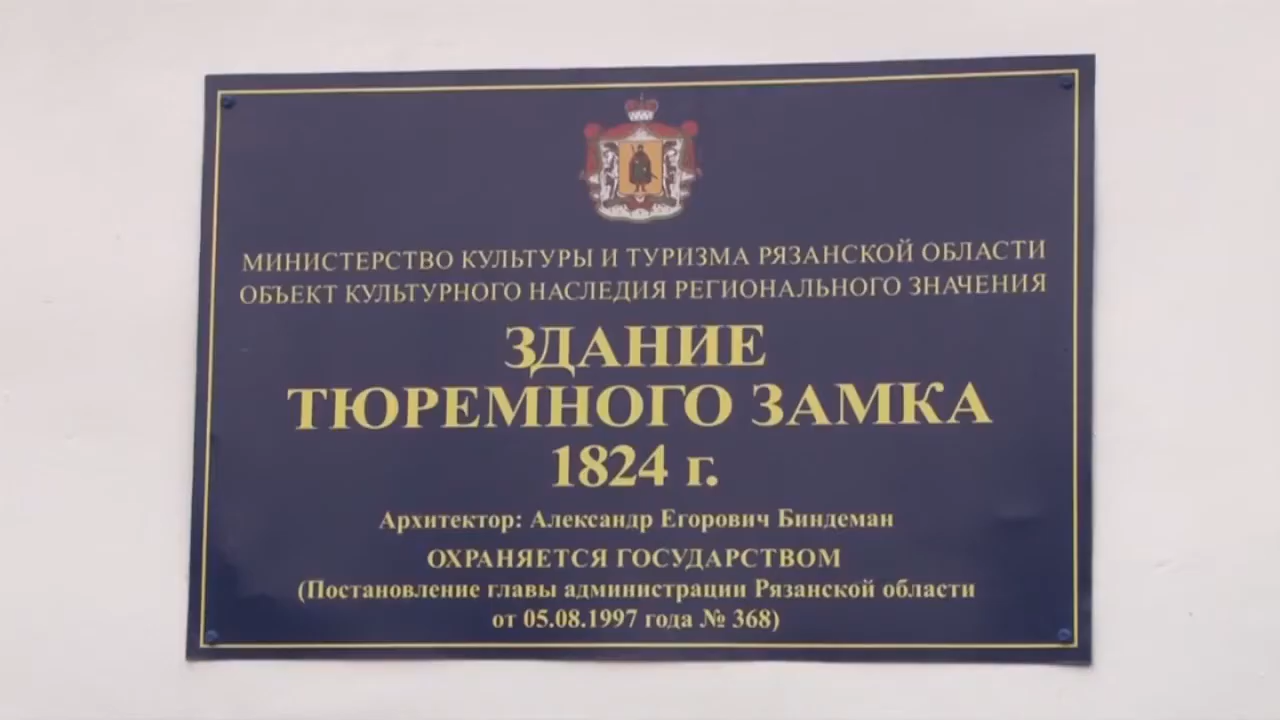 МИНИСТЕРСТВО КУЛЬТУРЫ И ТУРИЗМА РЯЗАНСКОЙ ОБЛАСТИ
ОБЪЕКТ КУЛЬТУРНОГО НАСЛЕДИЯ РЕГИОНАЛЬНОГО ЗНАЧЕНИЯ
ЗДАНИЕ
ТЮРЕМНОГО ЗАМКА
1824 г.
Архитектор: Александр Егорович Биндеман
ОХРАНЯЕТСЯ ГОСУДАРСТВОМ
(Постановление главы администрации Рязанской области
от 05.08.1997 года № 368)